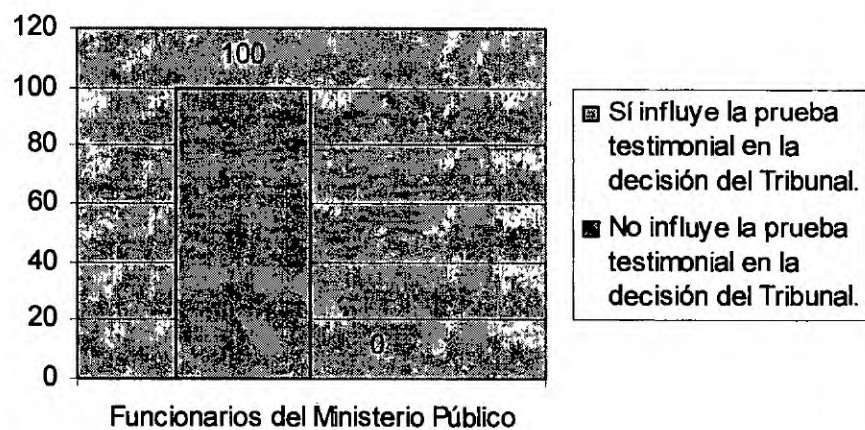 120
100
100
80
60
40
20
0
0
Funcionarios del Ministerio Público
Sí influye la prueba
testimonial en la
decisión del Tribunal.
No influye la prueba
testimonial en la
decisión del Tribunal.